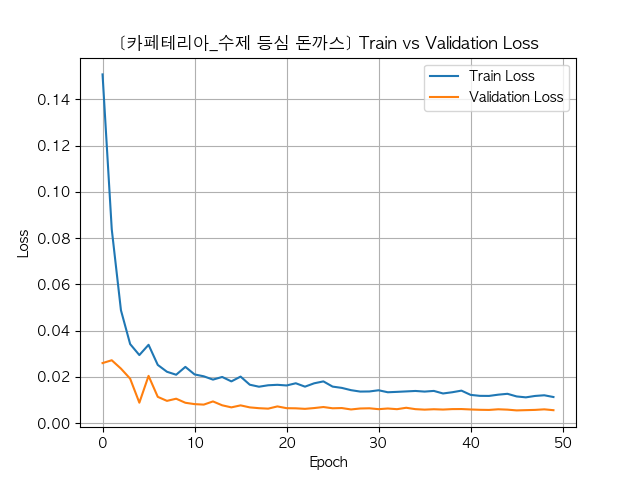 [카페테리아_수제 등심 돈까스] Train vs Validation Loss
Train Loss
Validation Loss
Loss
0.14
0.12
0.10
0.08
0.06
0.04
0.02
0.00
0 10 20 30 40 50
Epoch